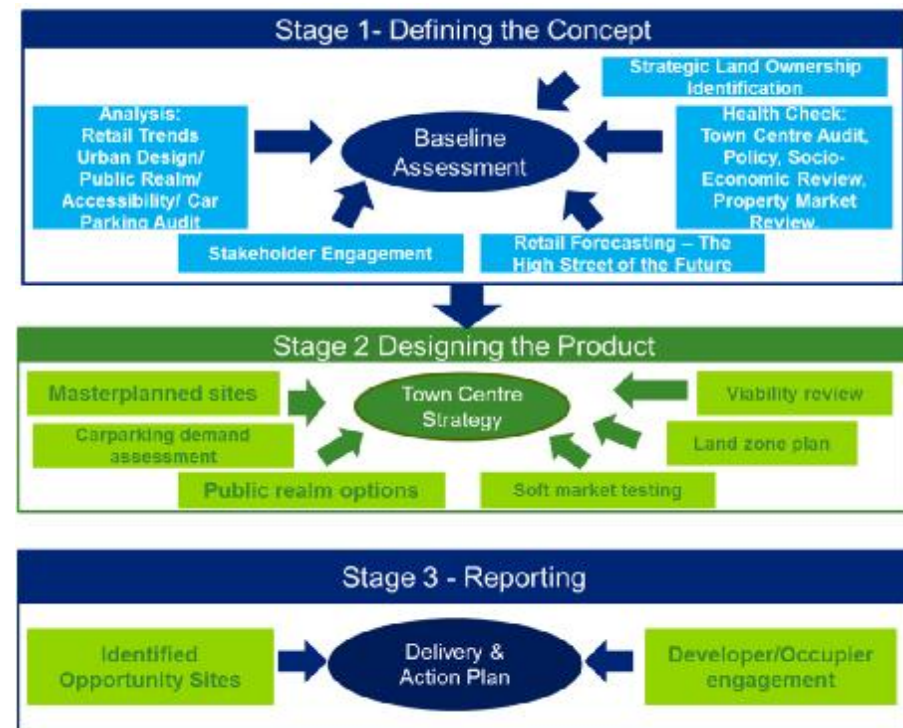 Stage 1- Defining the Concept
Strategic Land Ownership
Identification
Analysis:
Retail Trends
Urban Design/
Public Realm/
Accessibility/ Car
Parking Audit
Baseline
Assessment
Health Check:
Town Centre Audit,
Policy, Socio-
Economic Review,
Property Market
Review.
Stakeholder Engagement
Retail Forecasting – The
High Street of the Future
Stage 2 Designing the Product
Masterplanned sites
Town Centre
Strategy
Viability review
Carparking demand
assessment
Land zone plan
Public realm options
Soft market testing
Stage 3 - Reporting
Identified
Opportunity Sites
Delivery &
Action Plan
Developer/Occupier
engagement